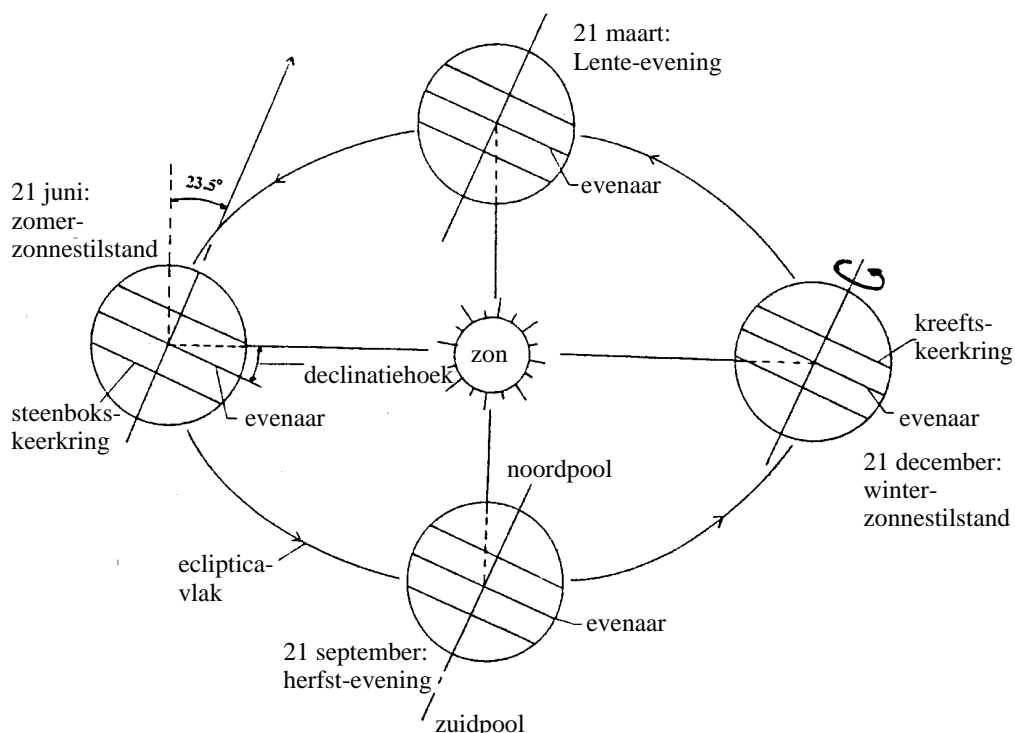 21 maart:
Lente-evening
evenaar
21 juni:
zomer-
zonnestilstand
23.5°
zon
declinatiehoek
steenboks-
keerkring
evenaar
kreefts-
keerkring
evenaar
21 december:
winter-
zonnestilstand
noordpool
ecliptica-
vlak
evenaar
21 september:
herfst-evening
zuidpool